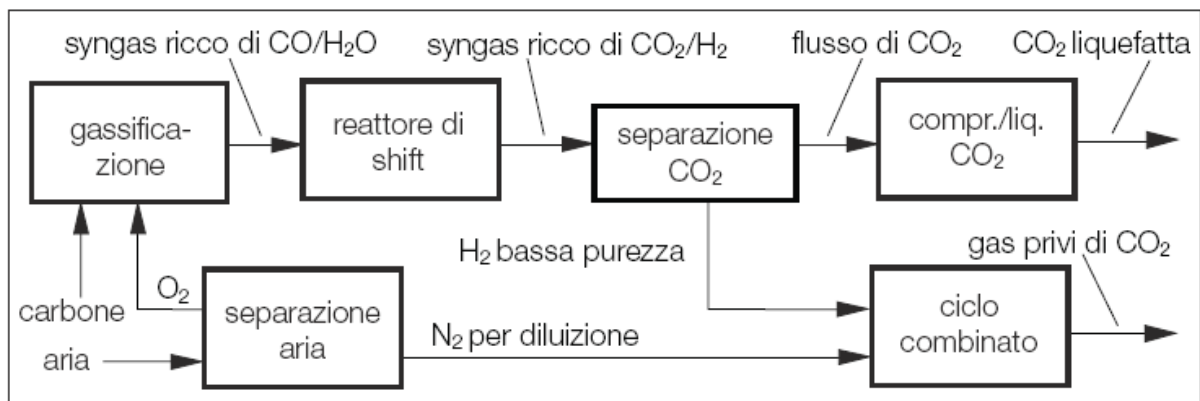 syngas ricco di CO/H2O
syngas ricco di CO₂/H₂
flusso di CO₂
CO₂ liquefatta
gassifica-
zione
reattore di
shift
separazione
CO₂
compr./liq.
CO₂
H₂ bassa purezza
gas privi di CO₂
O₂
carbone
aria
separazione
aria
N₂ per diluizione
ciclo
combinato